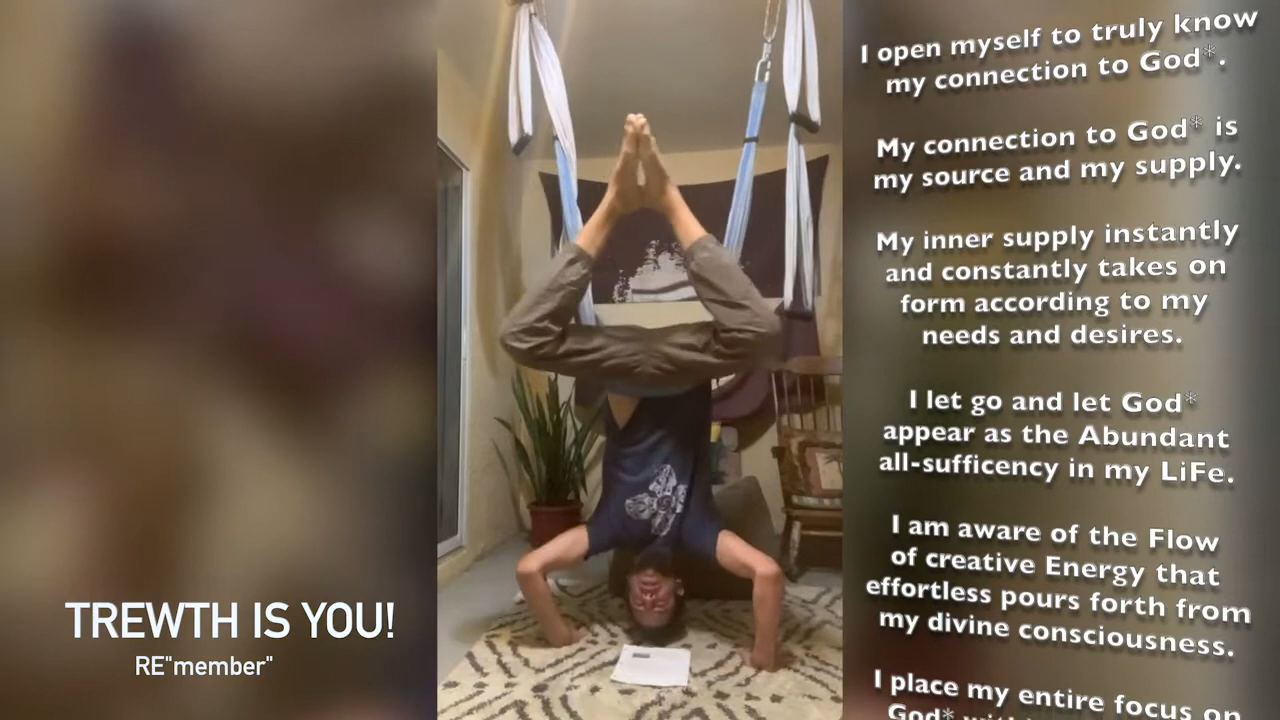 TREWTH IS YOU!
RE"member"
I open myself to truly know
my connection to God*.
My connection to God* is
my source and my supply.
My inner supply instantly
and constantly takes on
form according to my
needs and desires.
I let go and let God*
appear as the Abundant
all-sufficency in my LiFe.
I am aware of the Flow
of creative Energy that
effortless pours forth from
my divine consciousness.
I place my entire focus on
God*